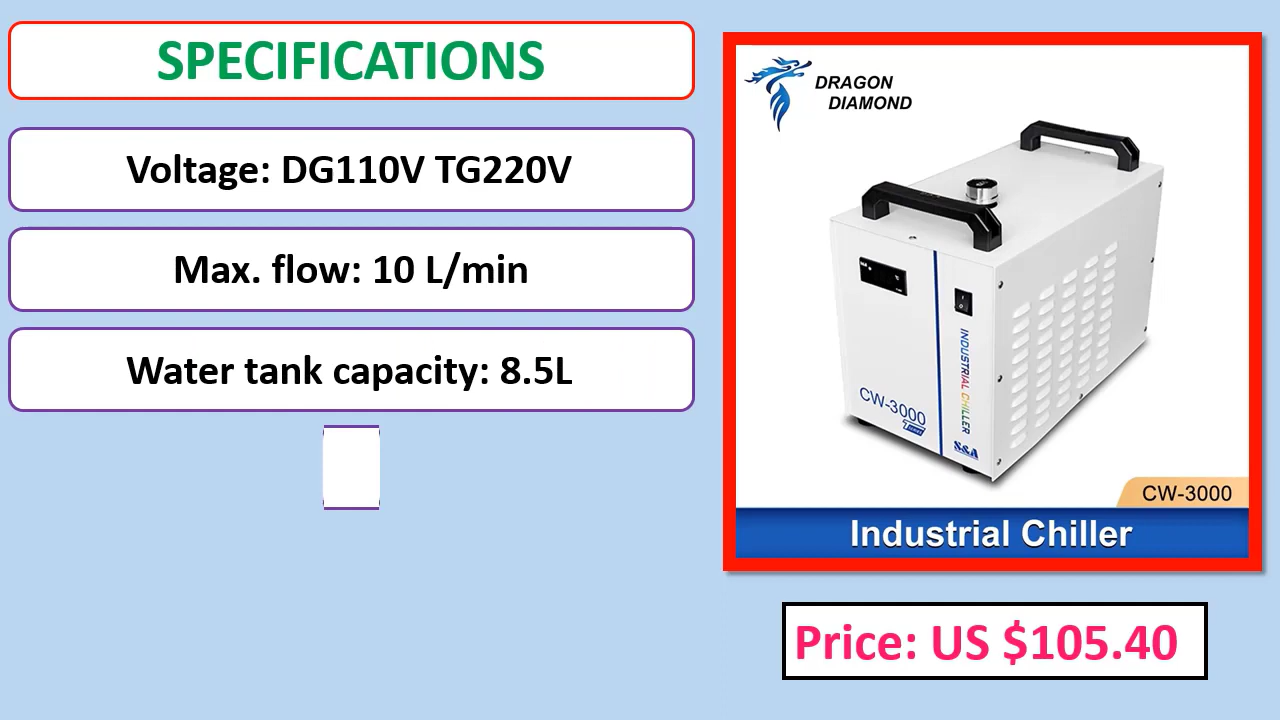 SPECIFICATIONS
Voltage: DG110V TG220V
Max. flow: 10 L/min
Water tank capacity: 8.5L
DRAGON
DIAMOND
INDUSTRIAL CHILLER
CW-3000
S&A
CW-3000
Industrial Chiller
Price: US $105.40